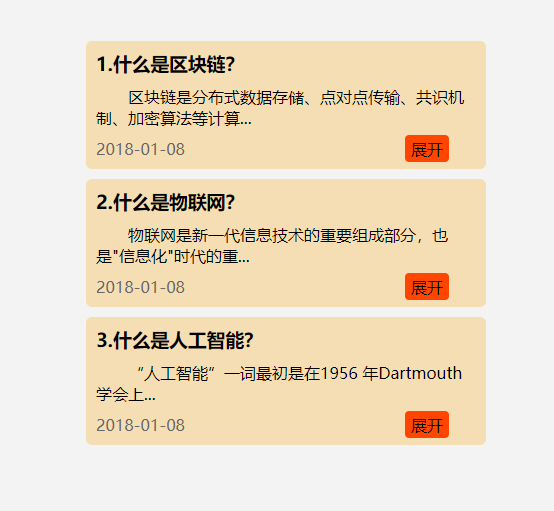 1.什么是区块链?
区块链是分布式数据存储、点对点传输、共识机
制、加密算法等计算...
2018-01-08
展开
2.什么是物联网?
物联网是新一代信息技术的重要组成部分，也
是"信息化"时代的重...
2018-01-08
展开
3.什么是人工智能?
“人工智能”一词最初是在1956 年Dartmouth
学会上...
2018-01-08
展开